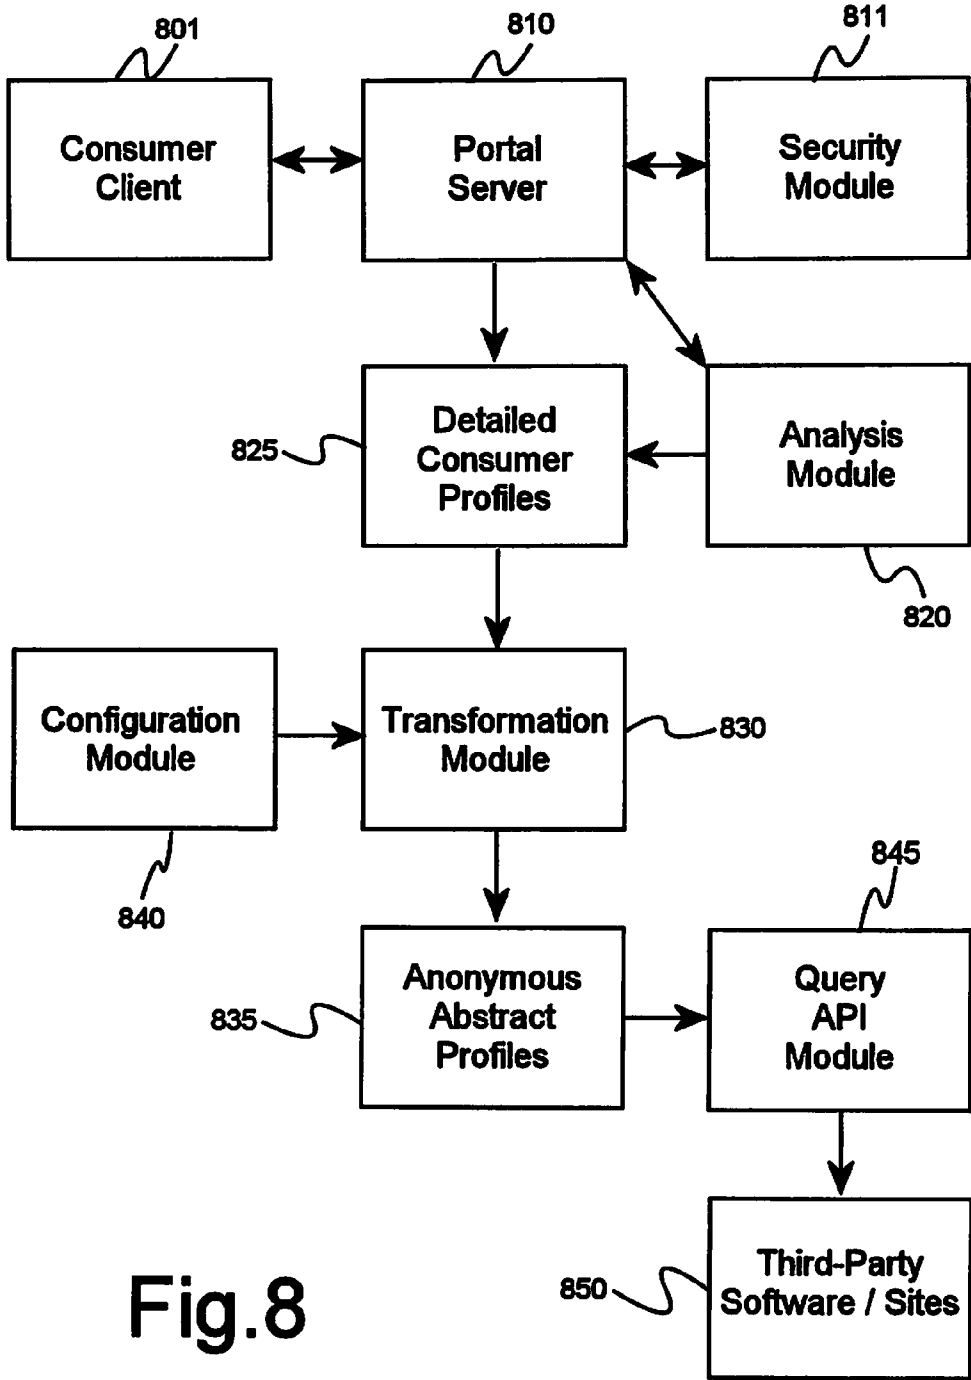 801
810
811
Consumer
Client
Portal
Server
Security
Module
825
Detailed
Consumer
Profiles
Analysis
Module
820
Configuration
Module
Transformation
Module
830
840
845
835
Anonymous
Abstract
Profiles
Query
API
Module
850
Third-Party
Software / Sites
Fig.8